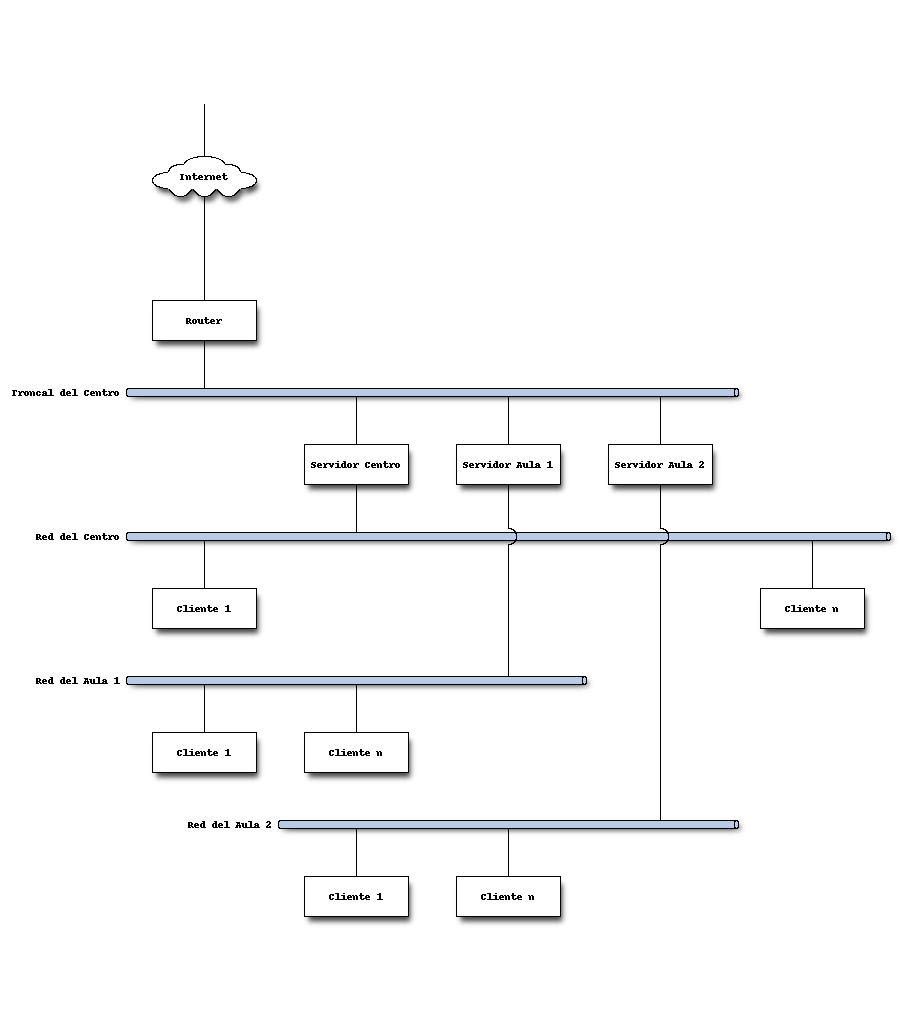 Internet
Router
Troncal del Centro
Servidor Centro
Servidor Aula 1
Servidor Aula 2
Red del Centro
Cliente 1
Cliente n
Red del Aula 1
Cliente 1
Cliente n
Red del Aula 2
Cliente 1
Cliente n